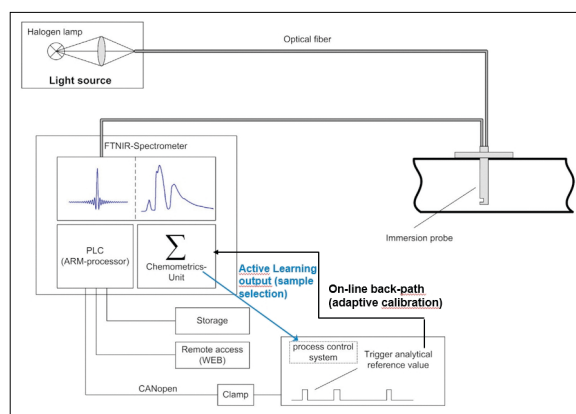 Halogen lamp
Light source
Optical fiber
FTNIR-Spectrometer
PLC
(ARM-processor)
Σ
Chemometrics-
Unit
Immersion probe
Active Learning
output (sample
selection)
On-line back-path
(adaptive calibration)
Storage
Remote access
(WEB)
CANopen
Clamp
process control
system
Trigger analytical
reference value